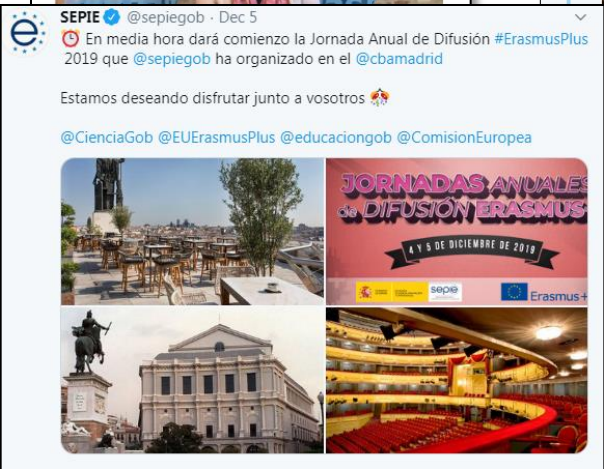 SEPIE @sepiegob · Dec 5
⏰ En media hora dará comienzo la Jornada Anual de Difusión #ErasmusPlus
2019 que @sepiegob ha organizado en el @cbamadrid
Estamos deseando disfrutar junto a vosotros 🎊
@CienciaGob @EUErasmusPlus @educaciongob @ComisionEuropea
JORNADAS ANUALES
de DIFUSIÓN ERASMUS+
4 Y 5 DE DICIEMBRE DE 2019
sepie
Erasmus+